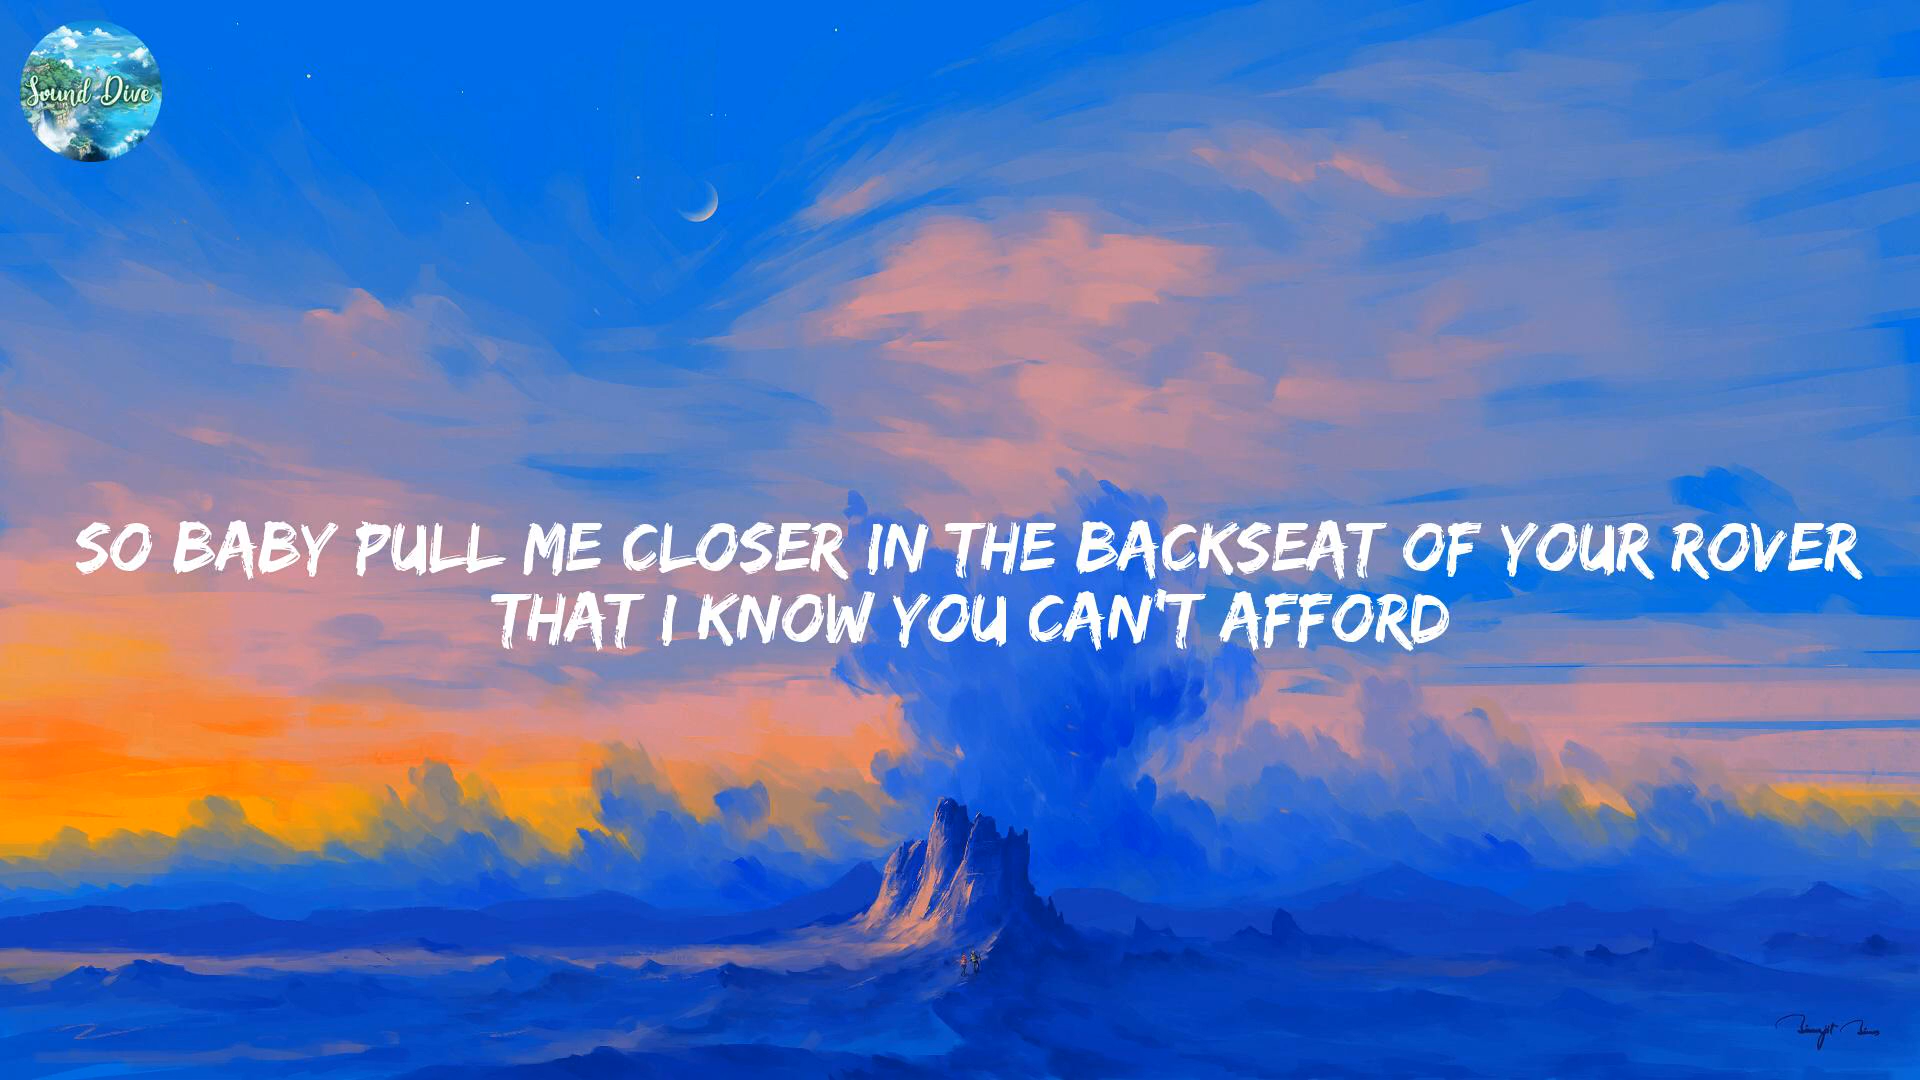 Sound Dive
SO BABY PULL ME CLOSER IN THE BACKSEAT OF YOUR ROVER
THAT I KNOW YOU CAN'T AFFORD